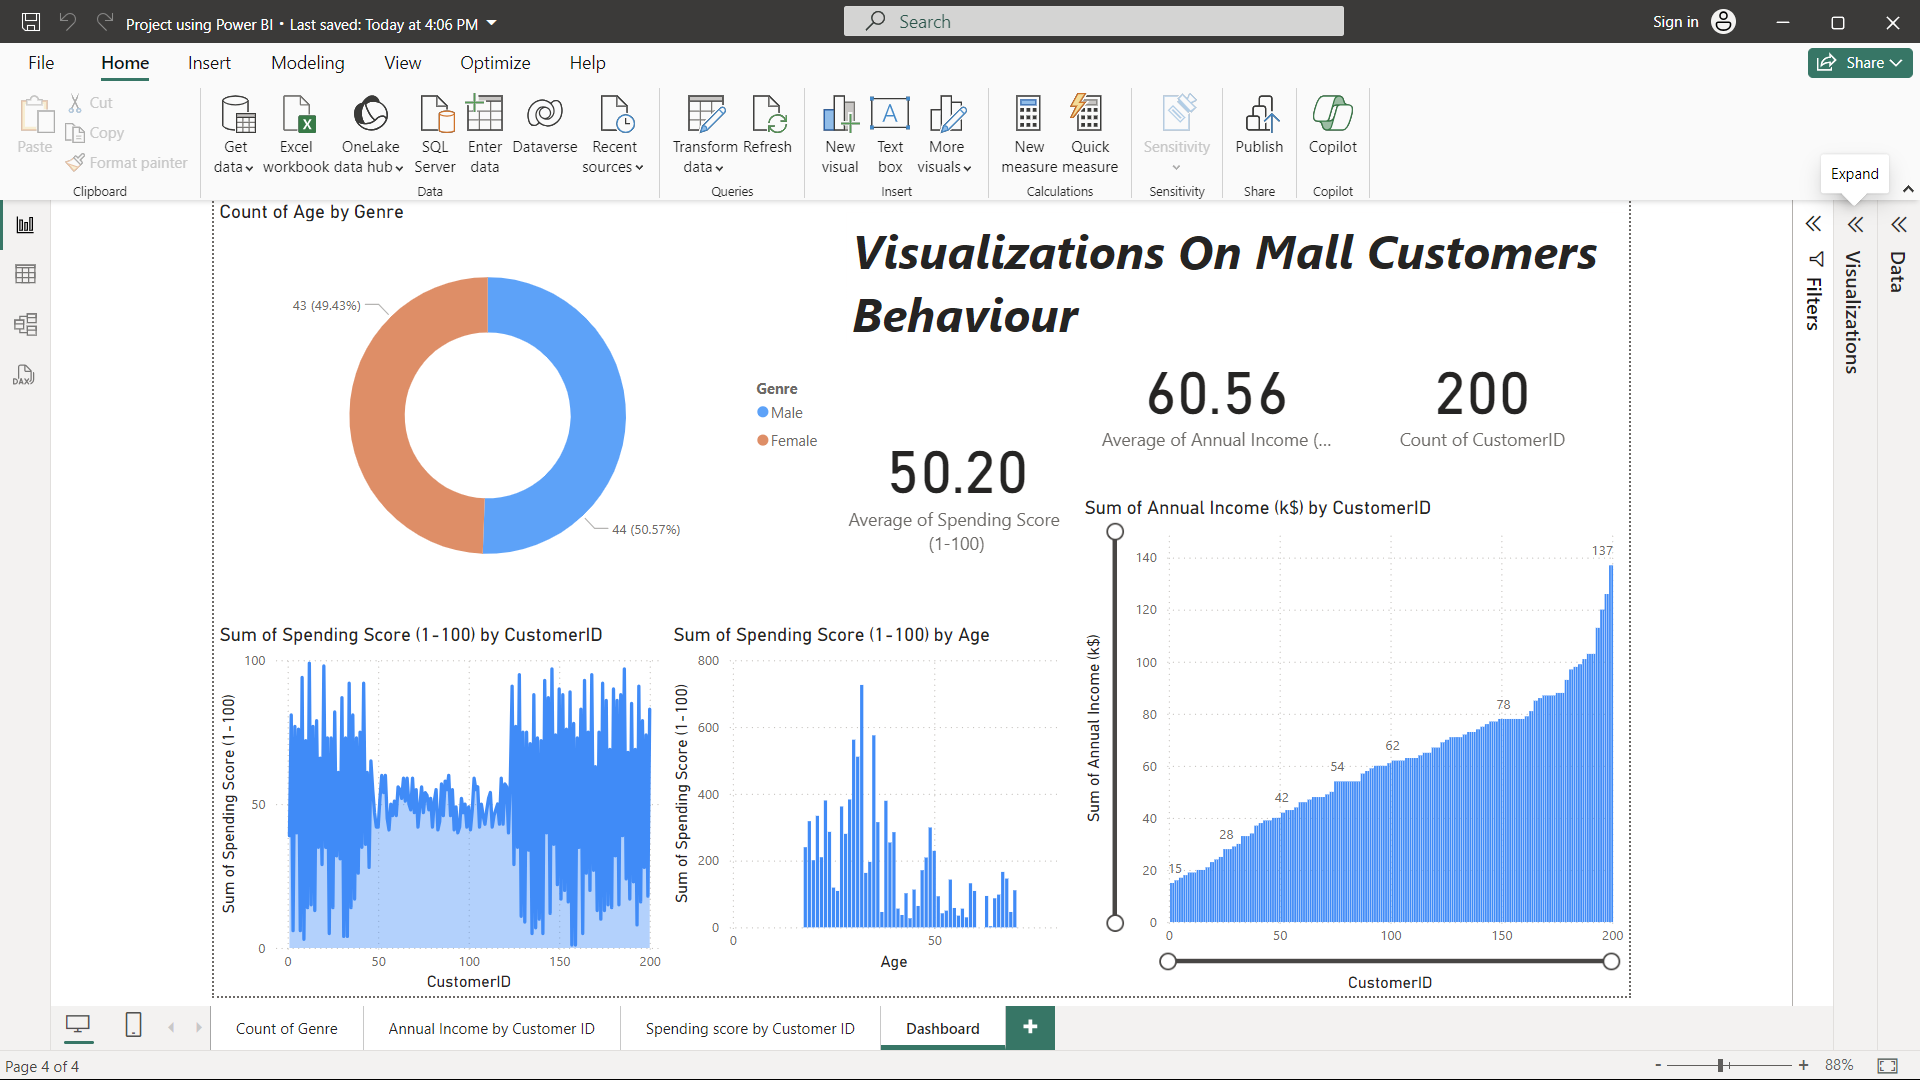 Project using Power BI • Last saved: Today at 4:06 PM
Search
Sign in
File
Home
Insert
Modeling
View
Optimize
Help
Share
Paste
Cut
Copy
Format painter
Clipboard
Get data
Excel workbook
OneLake data hub
SQL Server
Enter data
Dataverse
Recent sources
Data
Transform data
Refresh
Queries
New visual
Text box
More visuals
Insert
New measure
Quick measure
Calculations
Sensitivity
Sensitivity
Publish
Share
Copilot
Copilot
Expand
DAX
Filters
Visualizations
Data
Count of Age by Genre
43 (49.43%)
44 (50.57%)
Genre
Male
Female
Visualizations On Mall Customers
Behaviour
60.56
Average of Annual Income (...
200
Count of CustomerID
50.20
Average of Spending Score
(1-100)
Sum of Spending Score (1-100) by CustomerID
Sum of Spending Score (1-100)
100
50
0
0 50 100 150 200
CustomerID
Sum of Spending Score (1-100) by Age
Sum of Spending Score (1-100)
800
600
400
200
0
0 50
Age
Sum of Annual Income (k$) by CustomerID
Sum of Annual Income (k$)
140
120
100
80
60
40
20
0
15
28
42
54
62
78
137
0 50 100 150 200
CustomerID
Count of Genre
Annual Income by Customer ID
Spending score by Customer ID
Dashboard
+
Page 4 of 4
- + 88%